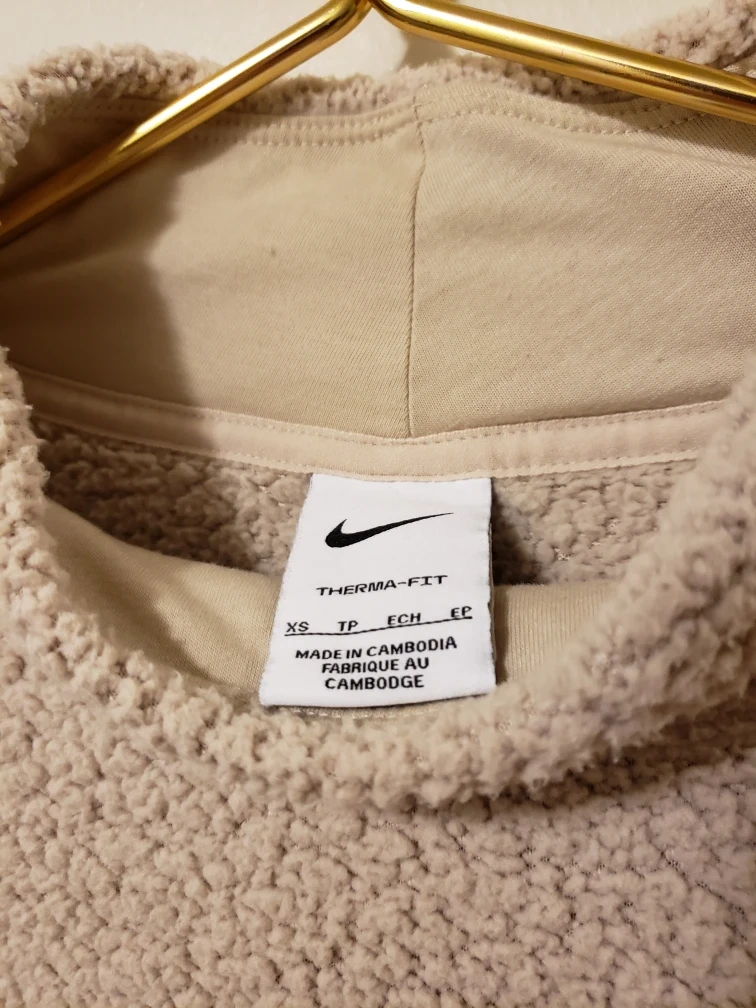 THERMA-FIT
XS TP ECH EP
MADE IN CAMBODIA
FABRIQUE AU
CAMBODGE